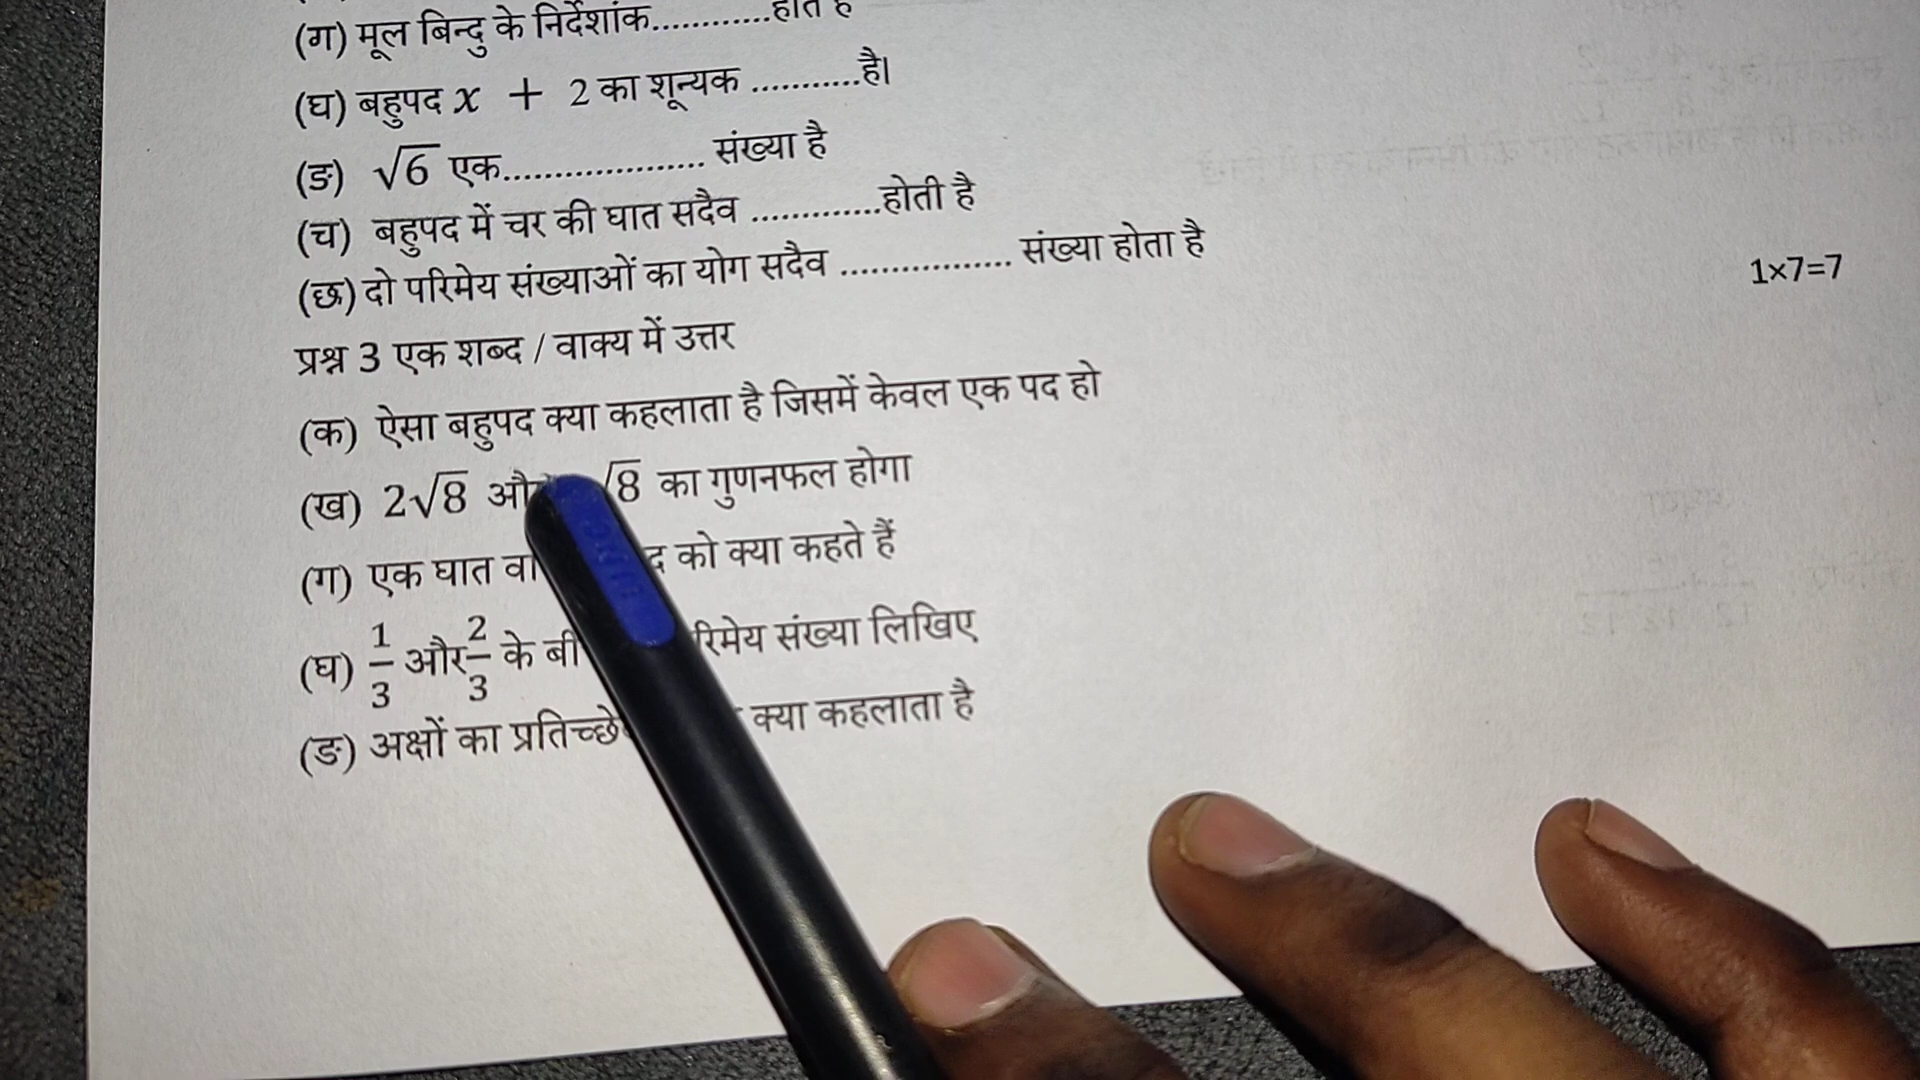 (ग) मूल बिन्दु के निर्देशांक............होते है
(घ) बहुपद x + 2 का शून्यक ...........है।
(ङ) √6 एक.................... संख्या है
(च) बहुपद में चर की घात सदैव .............होती है
(छ) दो परिमेय संख्याओं का योग सदैव ................. संख्या होता है
1×7=7
प्रश्न 3 एक शब्द / वाक्य में उत्तर
(क) ऐसा बहुपद क्या कहलाता है जिसमें केवल एक पद हो
(ख) 2√8 √8 का गुणनफल होगा
(ग) एक घात को क्या कहते हैं
(घ) 1/3 और 2/3 के संख्या लिखिए
(ङ) अक्षों का क्या कहलाता है